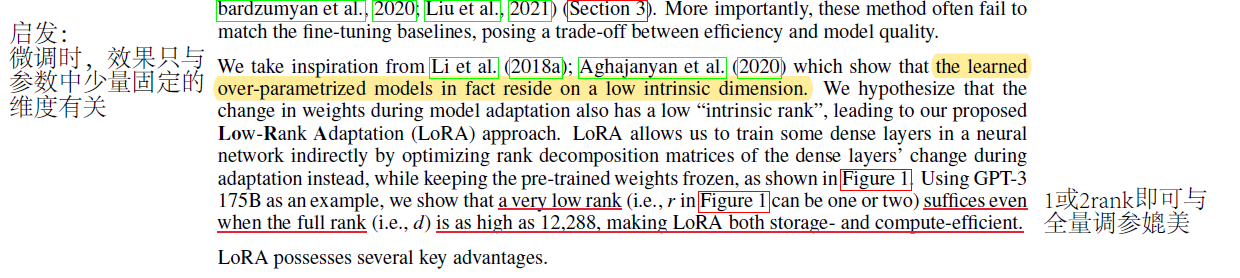 bardzumyan et al., 2020; Liu et al., 2021) (Section 3). More importantly, these method often fail to
match the fine-tuning baselines, posing a trade-off between efficiency and model quality.
启发:
微调时，效果只与
参数中少量固定的
维度有关
We take inspiration from Li et al. (2018a); Aghajanyan et al. (2020) which show that the learned
over-parametrized models in fact reside on a low intrinsic dimension. We hypothesize that the
change in weights during model adaptation also has a low “intrinsic rank”, leading to our proposed
Low-Rank Adaptation (LoRA) approach. LoRA allows us to train some dense layers in a neural
network indirectly by optimizing rank decomposition matrices of the dense layers’ change during
adaptation instead, while keeping the pre-trained weights frozen, as shown in Figure 1. Using GPT-3
175B as an example, we show that a very low rank (i.e., r in Figure 1 can be one or two) suffices even
when the full rank (i.e., d) is as high as 12,288, making LoRA both storage- and compute-efficient.
1或2rank即可与
全量调参媲美
LoRA possesses several key advantages.